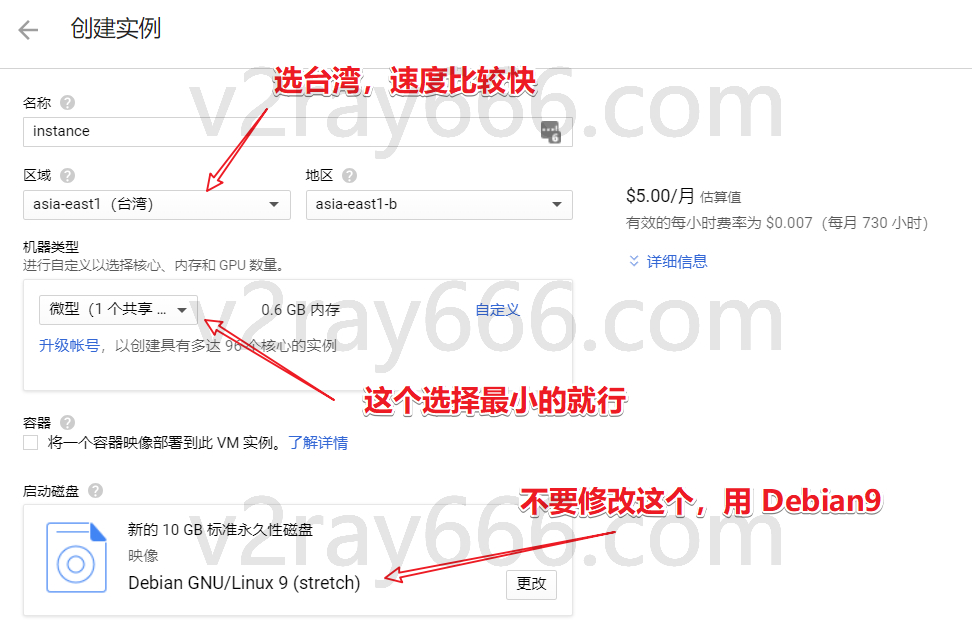 创建实例
选台湾，速度比较快
v2ray666.com
名称
instance
区域
地区
asia-east1（台湾）
asia-east1-b
$5.00/月 估算值
有效的每小时费率为 $0.007（每月 730 小时）
详细信息
机器类型
进行自定义以选择核心、内存和 GPU 数量。
微型（1 个共享 ...
0.6 GB 内存
自定义
v2ray666.com
升级帐号，以创建具有多达 96 个核心的实例
这个选择最小的就行
容器
将一个容器映像部署到此 VM 实例。了解详情
启动磁盘
不要修改这个，用 Debian9
v2ray666.com
新的 10 GB 标准永久性磁盘
映像
Debian GNU/Linux 9 (stretch)
更改